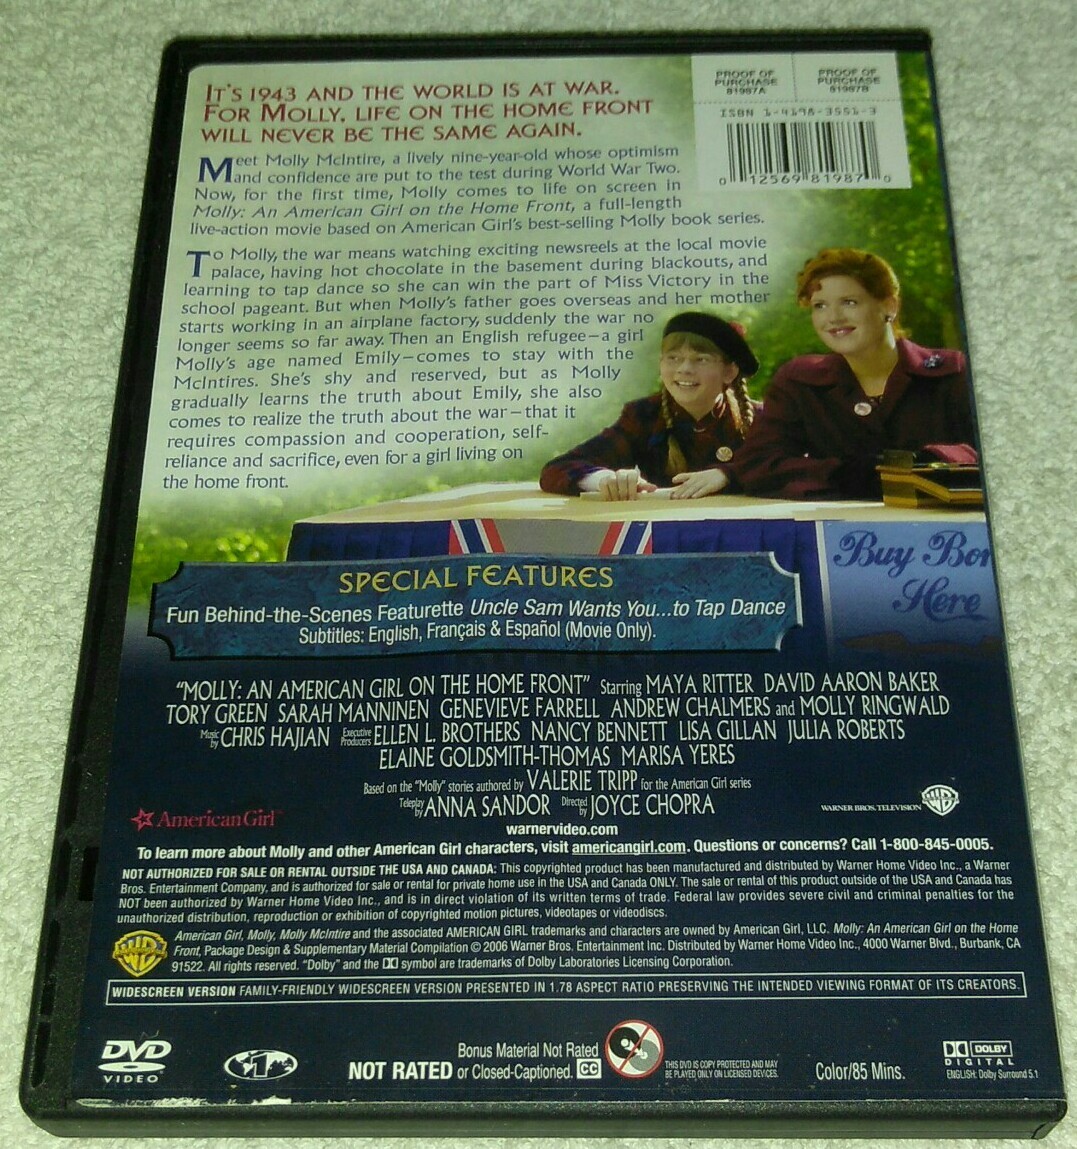 IT'S 1943 AND THE WORLD IS AT WAR.
FOR MOLLY, LIFE ON THE HOME FRONT
WILL NEVER BE THE SAME AGAIN.
Meet Molly McIntire, a lively nine-year-old whose optimism
and confidence are put to the test during World War Two.
Now, for the first time, Molly comes to life on screen in
Molly: An American Girl on the Home Front, a full-length
live-action movie based on American Girl's best-selling Molly book series.
To Molly, the war means watching exciting newsreels at the local movie
palace, having hot chocolate in the basement during blackouts, and
learning to tap dance so she can win the part of Miss Victory in the
school pageant. But when Molly's father goes overseas and her mother
starts working in an airplane factory, suddenly the war no
longer seems so far away. Then an English refugee—a girl
Molly's age named Emily—comes to stay with the
McIntires. She's shy and reserved, but as Molly
gradually learns the truth about Emily, she also
comes to realize the truth about the war—that it
requires compassion and cooperation, self-
reliance and sacrifice, even for a girl living on
the home front.
PROOF OF
PURCHASE
81987A
PROOF OF
PURCHASE
81987B
ISBN 1-4198-3551-3
0 12569 81987 0
Buy Bon
Here
SPECIAL FEATURES
Fun Behind-the-Scenes Featurette Uncle Sam Wants You...to Tap Dance
Subtitles: English, Français & Español (Movie Only).
"MOLLY: AN AMERICAN GIRL ON THE HOME FRONT" Starring MAYA RITTER DAVID AARON BAKER
TORY GREEN SARAH MANNINEN GENEVIEVE FARRELL ANDREW CHALMERS and MOLLY RINGWALD
Music by CHRIS HAJIAN Executive Producers ELLEN L. BROTHERS NANCY BENNETT LISA GILLAN JULIA ROBERTS
ELAINE GOLDSMITH-THOMAS MARISA YERES
Based on the "Molly" stories authored by VALERIE TRIPP for the American Girl series
Teleplay by ANNA SANDOR Directed by JOYCE CHOPRA
American Girl
WARNER BROS. TELEVISION
warnervideo.com
To learn more about Molly and other American Girl characters, visit americangirl.com. Questions or concerns? Call 1-800-845-0005.
NOT AUTHORIZED FOR SALE OR RENTAL OUTSIDE THE USA AND CANADA: This copyrighted product has been manufactured and distributed by Warner Home Video Inc., a Warner
Bros. Entertainment Company, and is authorized for sale or rental for private home use in the USA and Canada ONLY. The sale or rental of this product outside of the USA and Canada has
NOT been authorized by Warner Home Video Inc., and is in direct violation of its written terms of trade. Federal law provides severe civil and criminal penalties for the
unauthorized distribution, reproduction or exhibition of copyrighted motion pictures, videotapes or videodiscs.
American Girl, Molly, Molly McIntire and the associated AMERICAN GIRL trademarks and characters are owned by American Girl, LLC. Molly: An American Girl on the Home
Front, Package Design & Supplementary Material Compilation © 2006 Warner Bros. Entertainment Inc. Distributed by Warner Home Video Inc., 4000 Warner Blvd., Burbank, CA
91522. All rights reserved. "Dolby" and the DD symbol are trademarks of Dolby Laboratories Licensing Corporation.
WIDESCREEN VERSION FAMILY-FRIENDLY WIDESCREEN VERSION PRESENTED IN 1.78 ASPECT RATIO PRESERVING THE INTENDED VIEWING FORMAT OF ITS CREATORS.
DVD
VIDEO
1
NOT RATED
Bonus Material Not Rated
or Closed-Captioned. CC
THIS DVD IS COPY PROTECTED AND MAY
BE PLAYED ONLY ON LICENSED DEVICES.
Color/85 Mins.
DOLBY
DIGITAL
ENGLISH: Dolby Surround 5.1